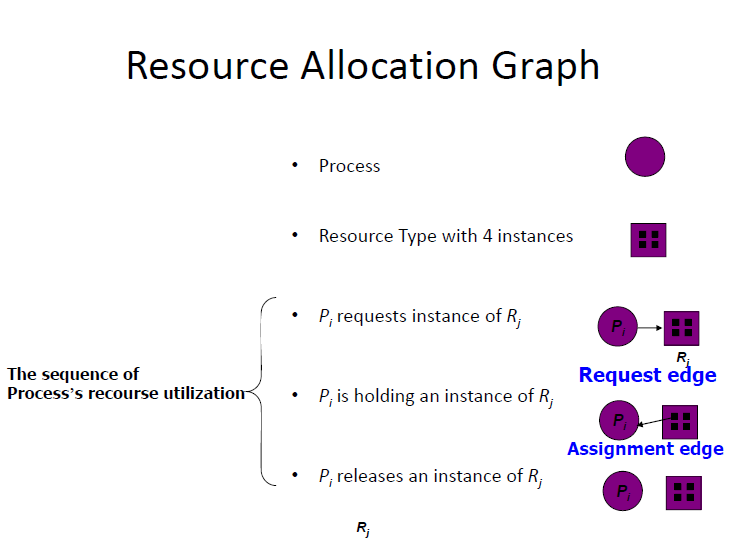 Resource Allocation Graph
• Process
• Resource Type with 4 instances
• Pi requests instance of Rj
Pi
Rj
Request edge
The sequence of
Process's recourse utilization
• Pi is holding an instance of Rj
Pi
Assignment edge
• Pi releases an instance of Rj
Pi
Rj